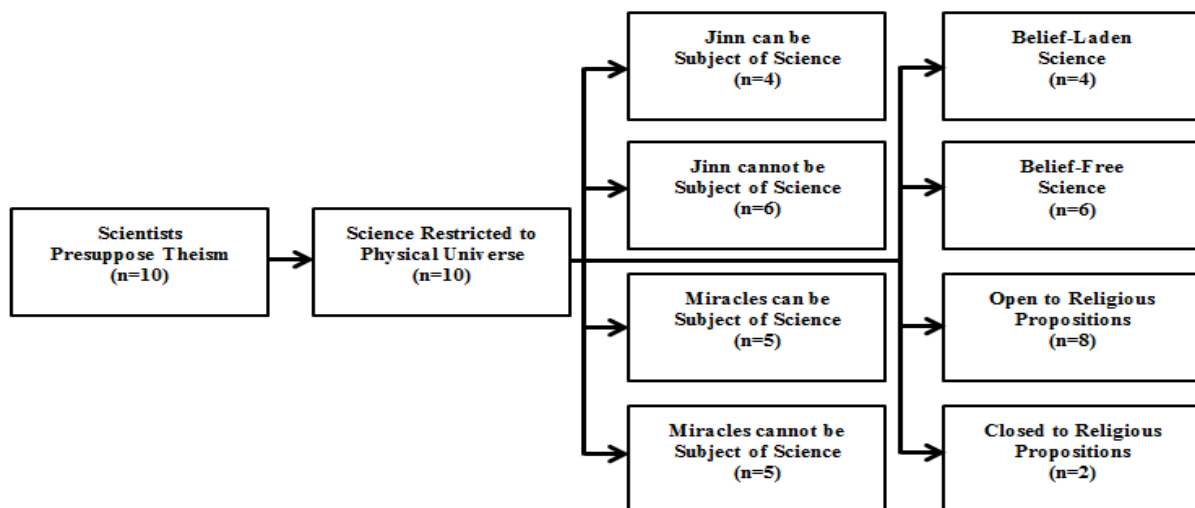 Scientists
Presuppose Theism
(n=10)
Science Restricted to
Physical Universe
(n=10)
Jinn can be
Subject of Science
(n=4)
Jinn cannot be
Subject of Science
(n=6)
Miracles can be
Subject of Science
(n=5)
Miracles cannot be
Subject of Science
(n=5)
Belief-Laden
Science
(n=4)
Belief-Free
Science
(n=6)
Open to Religious
Propositions
(n=8)
Closed to Religious
Propositions
(n=2)